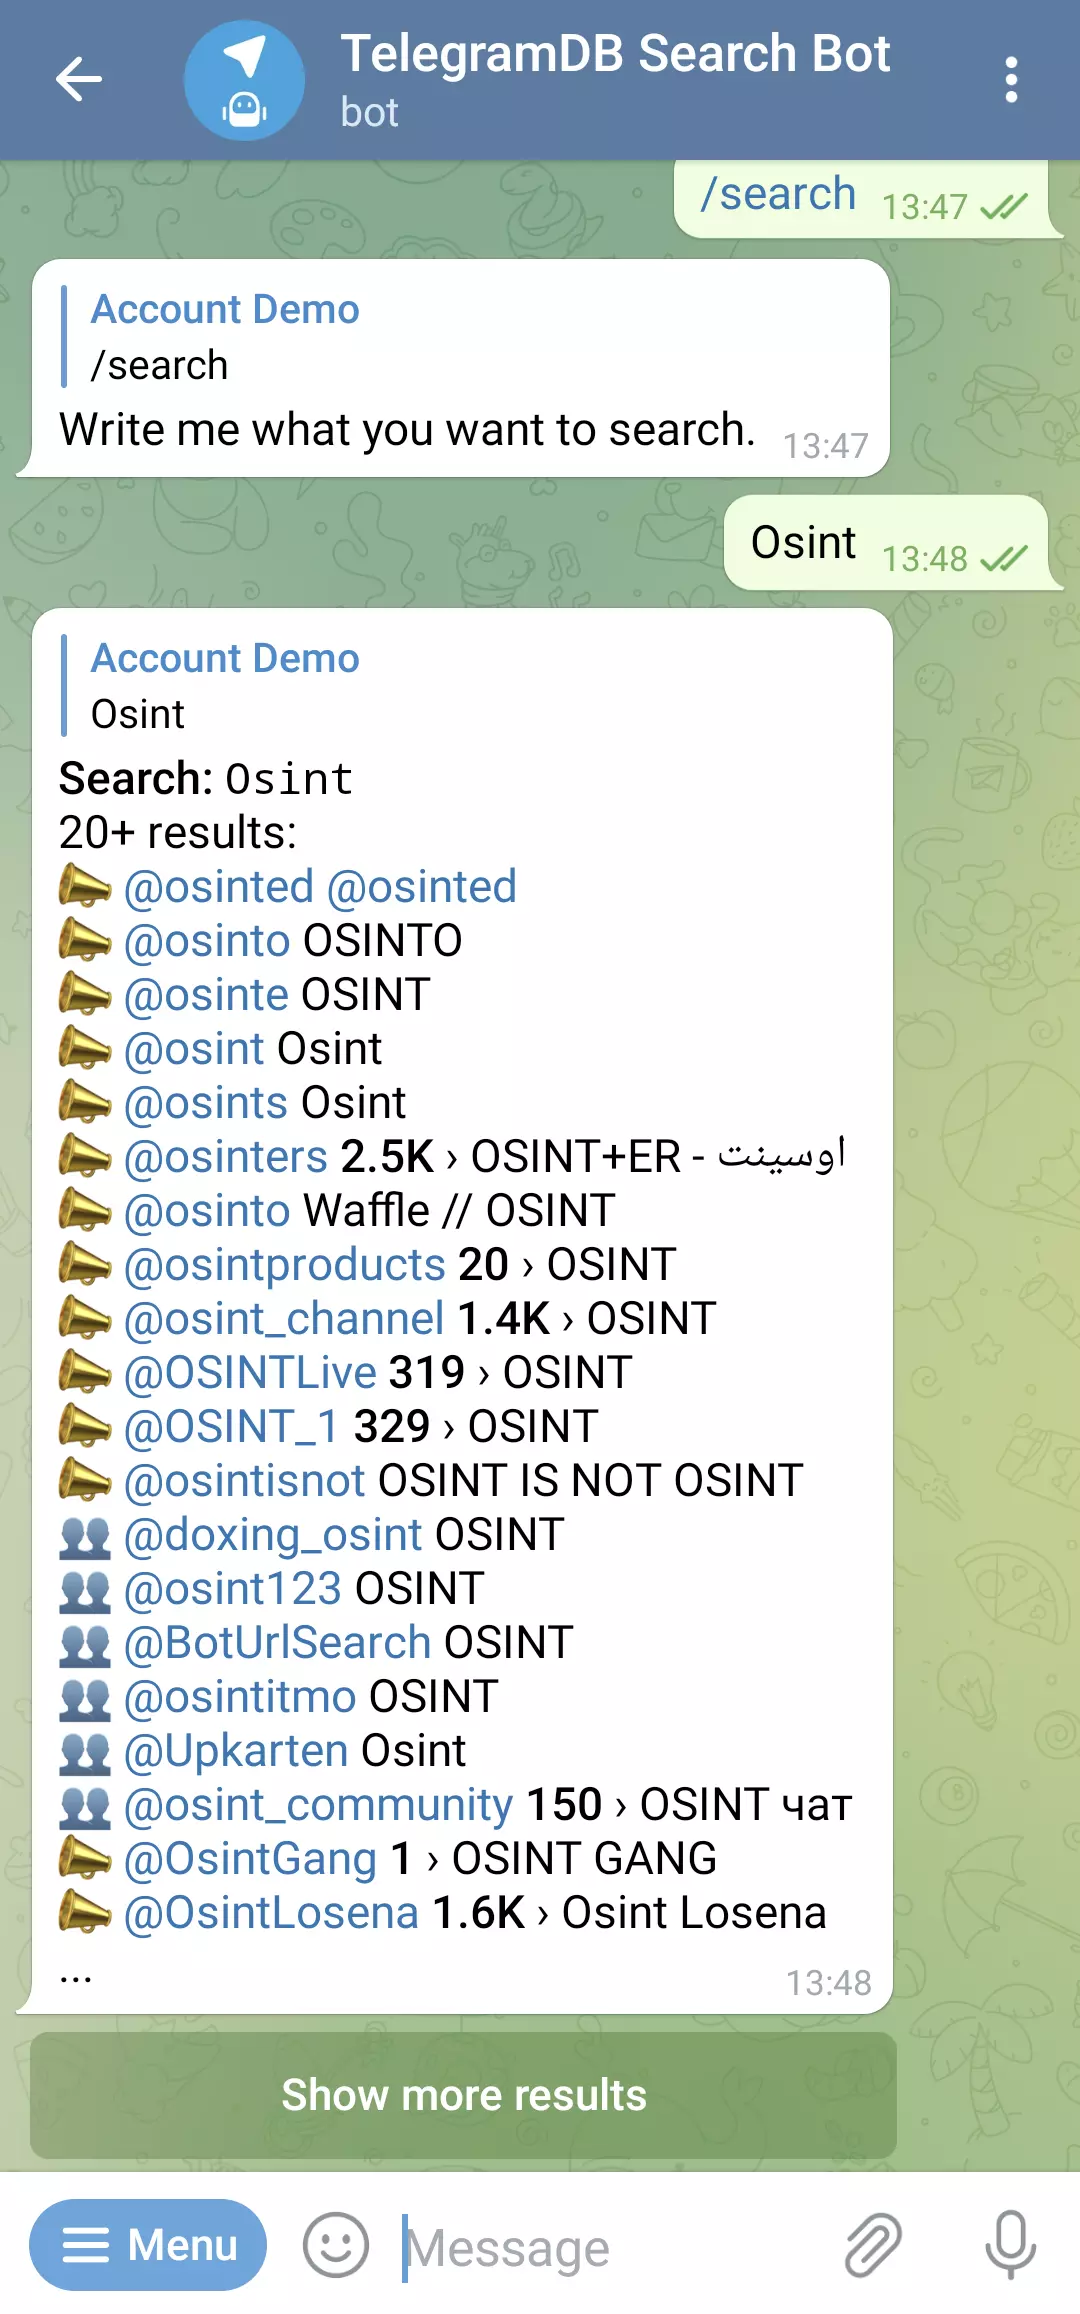 TelegramDB Search Bot
bot
/search 13:47
Account Demo
/search
Write me what you want to search. 13:47
Osint 13:48
Account Demo
Osint
Search: Osint
20+ results:
@osinted @osinted
@osinto OSINTO
@osinte OSINT
@osint Osint
@osints Osint
@osinters 2.5K › OSINT+ER - اوسینت
@osinto Waffle // OSINT
@osintproducts 20 › OSINT
@osint_channel 1.4K › OSINT
@OSINTLive 319 › OSINT
@OSINT_1 329 › OSINT
@osintisnot OSINT IS NOT OSINT
@doxing_osint OSINT
@osint123 OSINT
@BotUrlSearch OSINT
@osintitmo OSINT
@Upkarten Osint
@osint_community 150 › OSINT чат
@OsintGang 1 › OSINT GANG
@OsintLosena 1.6K › Osint Losena
... 13:48
Show more results
Menu Message